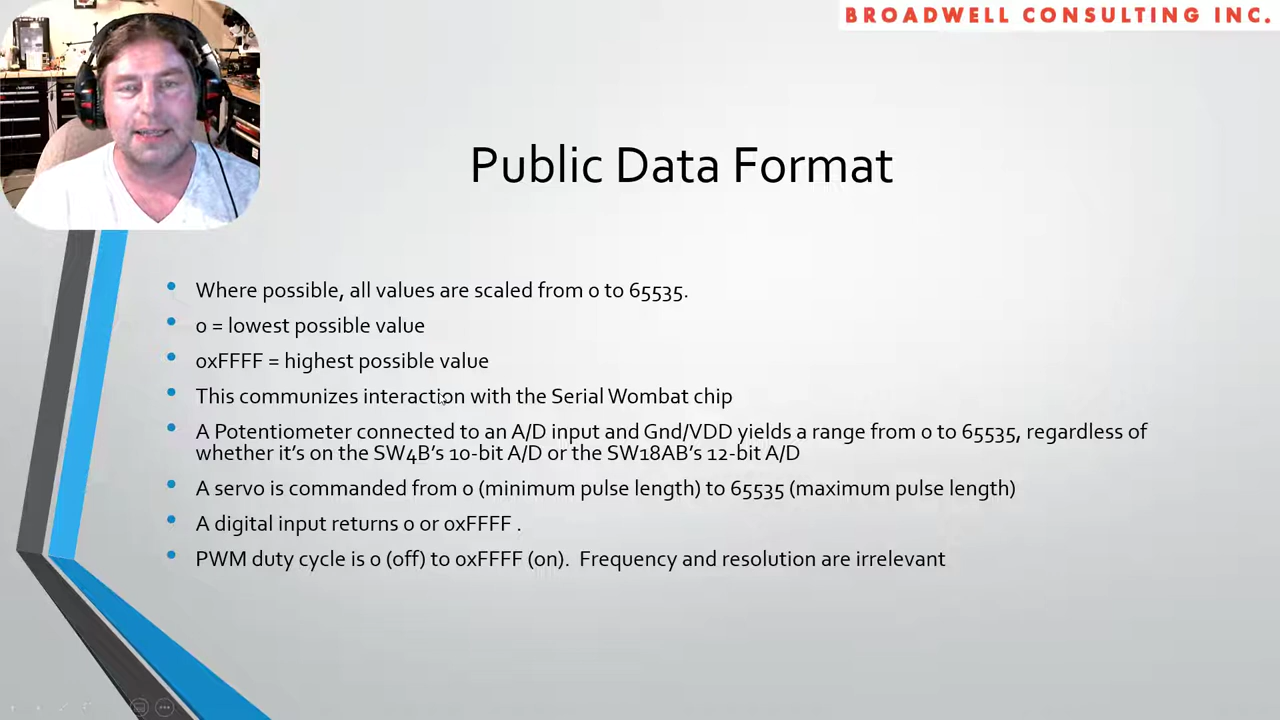 BROADWELL CONSULTING INC.
Public Data Format
• Where possible, all values are scaled from 0 to 65535.
• 0 = lowest possible value
• 0xFFFF = highest possible value
• This communizes interaction with the Serial Wombat chip
• A Potentiometer connected to an A/D input and Gnd/VDD yields a range from 0 to 65535, regardless of
whether it's on the SW4B's 10-bit A/D or the SW18AB's 12-bit A/D
• A servo is commanded from 0 (minimum pulse length) to 65535 (maximum pulse length)
• A digital input returns 0 or 0xFFFF .
• PWM duty cycle is 0 (off) to 0xFFFF (on).  Frequency and resolution are irrelevant